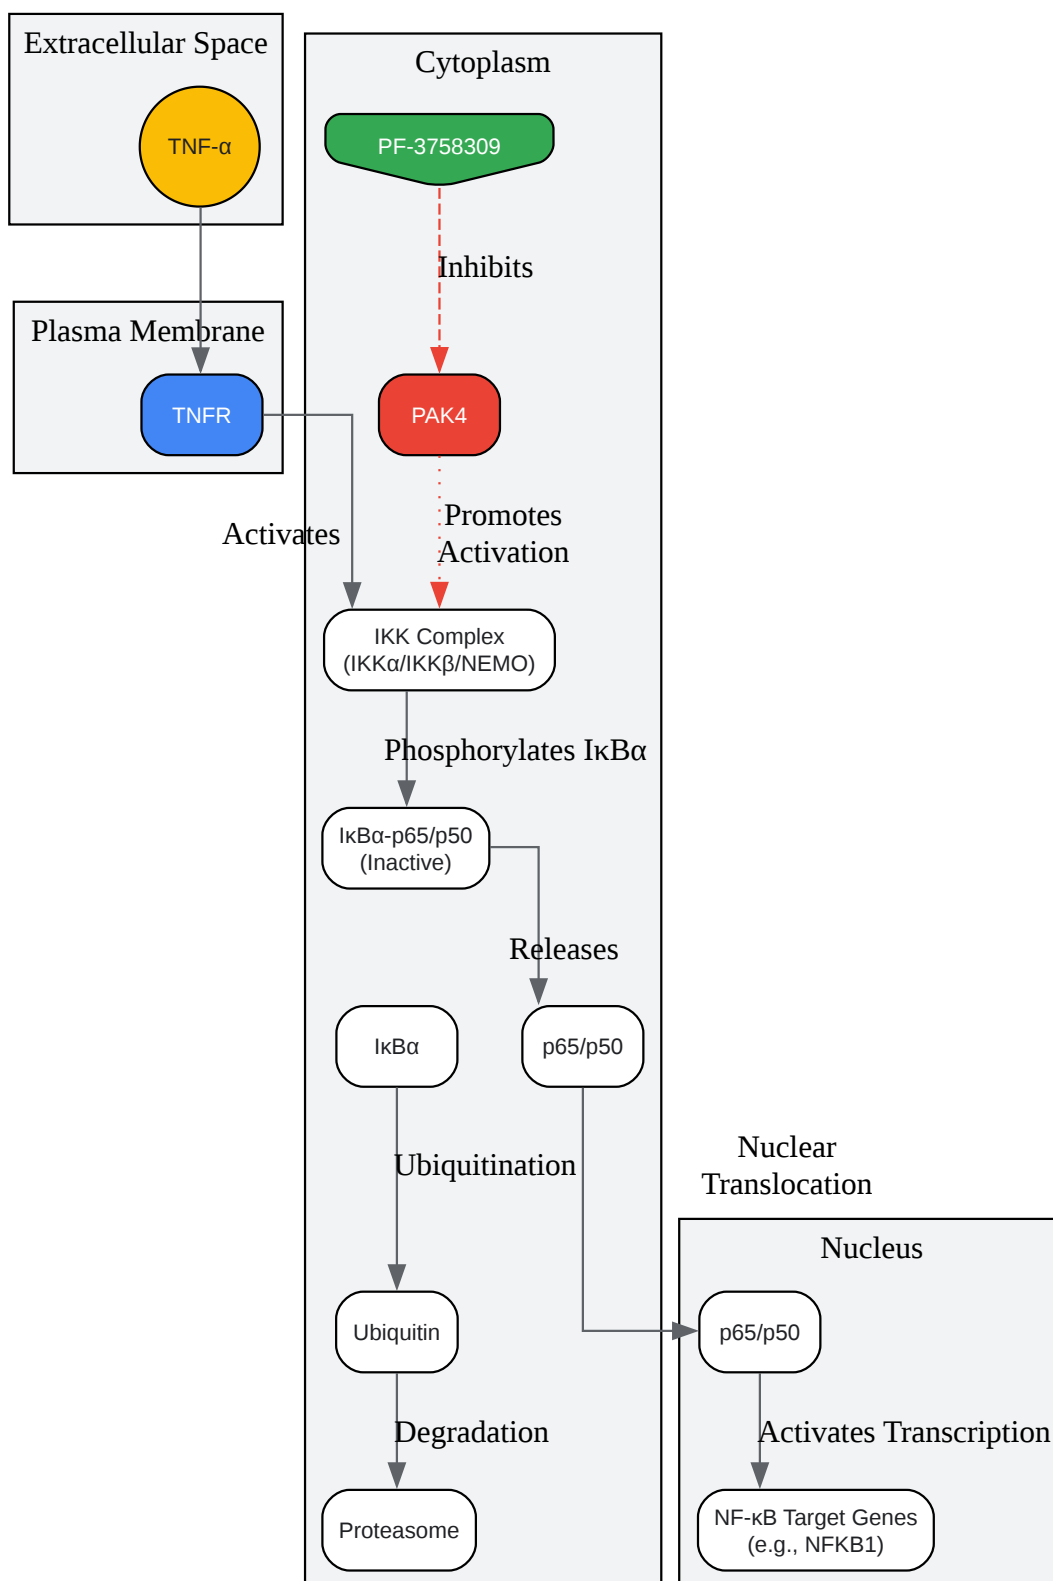 Extracellular Space
TNF-α
Plasma Membrane
TNFR
Activates
Cytoplasm
PF-3758309
Inhibits
PAK4
Promotes
Activation
IKK Complex
(IKKα/IKKβ/NEMO)
Phosphorylates IκBα
IκBα-p65/p50
(Inactive)
Releases
IκBα
p65/p50
Ubiquitination
Ubiquitin
Degradation
Proteasome
Nuclear
Translocation
Nucleus
p65/p50
Activates Transcription
NF-κB Target Genes
(e.g., NFKB1)